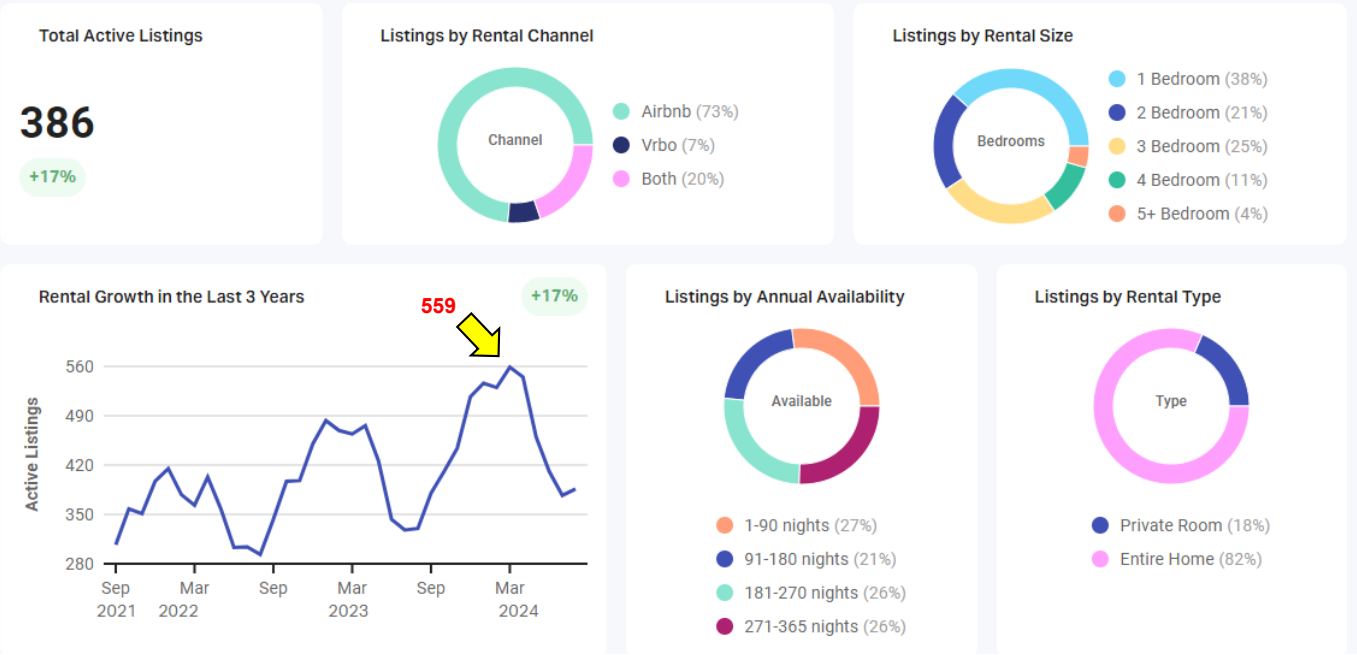 Total Active Listings
386
+17%
Listings by Rental Channel
Channel
Airbnb (73%)
Vrbo (7%)
Both (20%)
Listings by Rental Size
Bedrooms
1 Bedroom (38%)
2 Bedroom (21%)
3 Bedroom (25%)
4 Bedroom (11%)
5+ Bedroom (4%)
Rental Growth in the Last 3 Years
+17%
559
Active Listings
560
490
420
350
280
Sep Mar Sep Mar Sep Mar
2021 2022 2023 2024
Listings by Annual Availability
Available
1-90 nights (27%)
91-180 nights (21%)
181-270 nights (26%)
271-365 nights (26%)
Listings by Rental Type
Type
Private Room (18%)
Entire Home (82%)